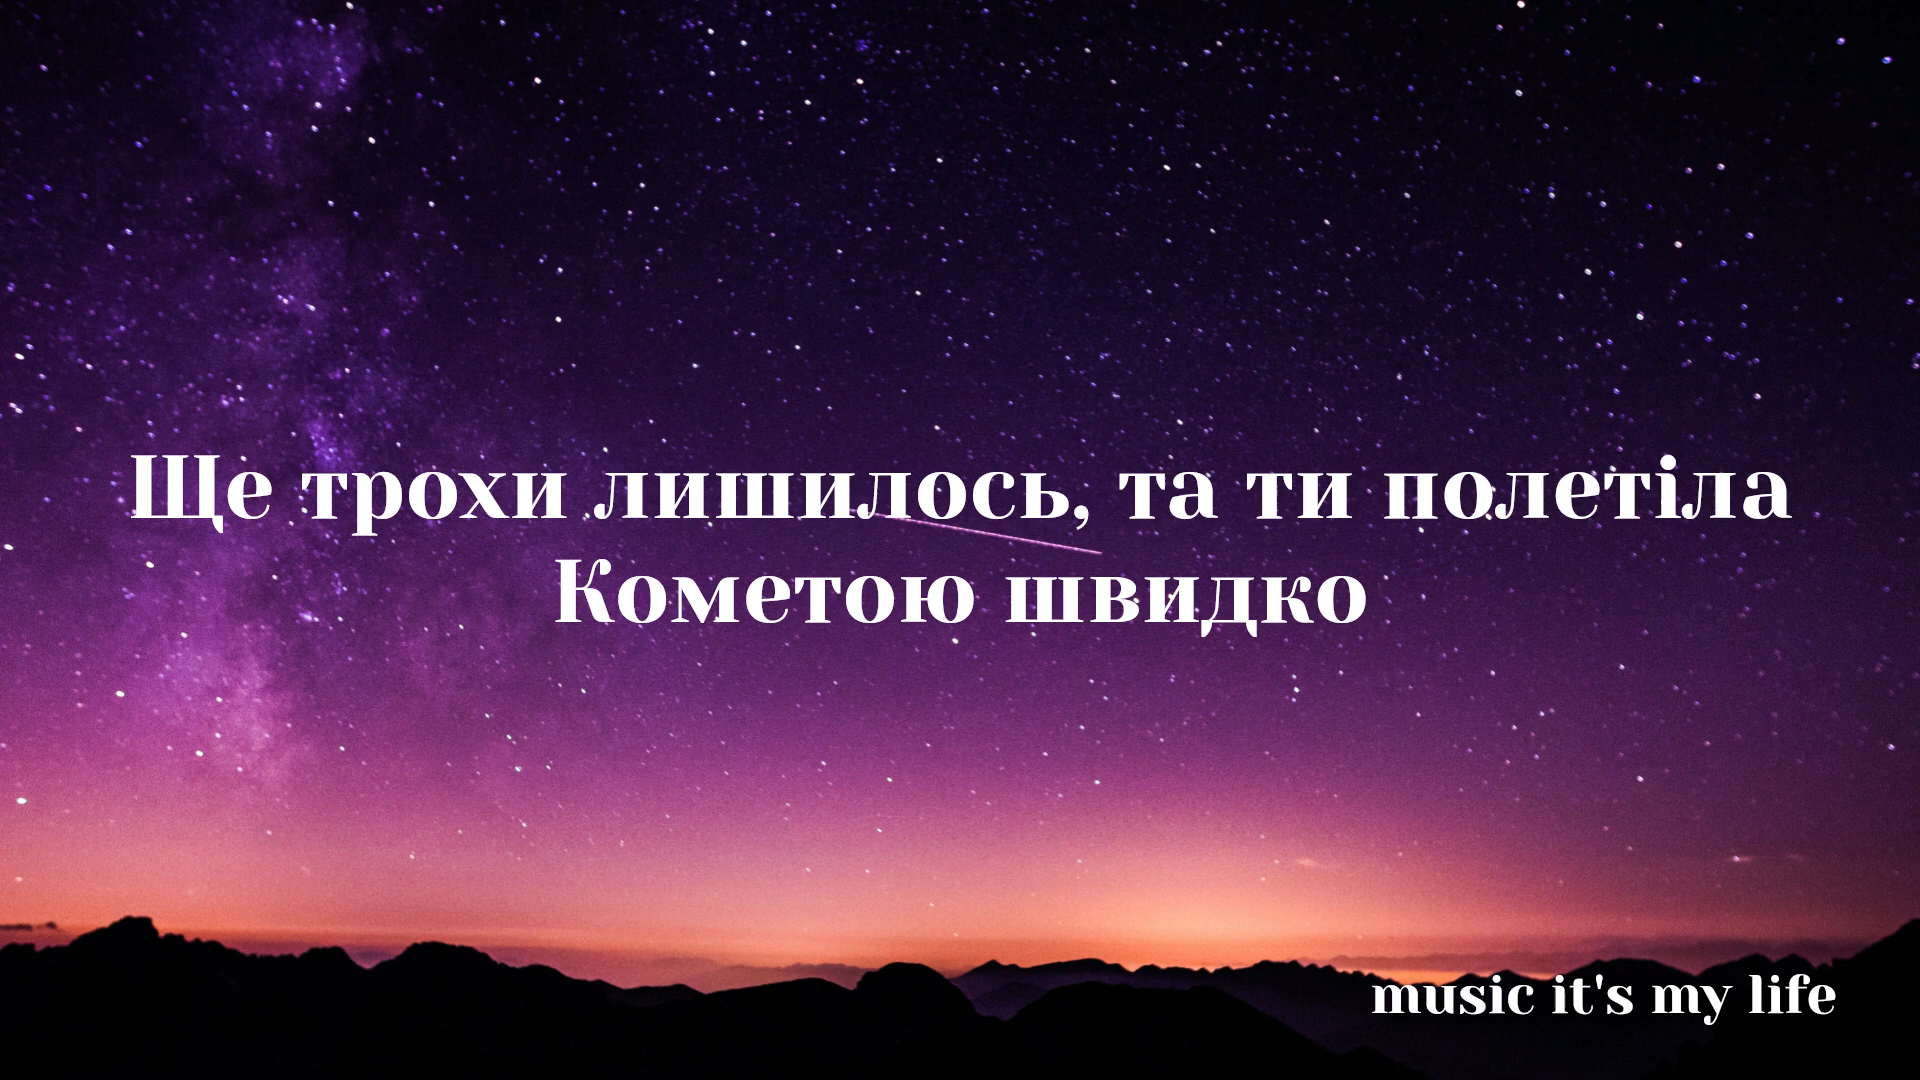 Ще трохи лишилось, та ти полетіла
Кометою швидко
music it's my life